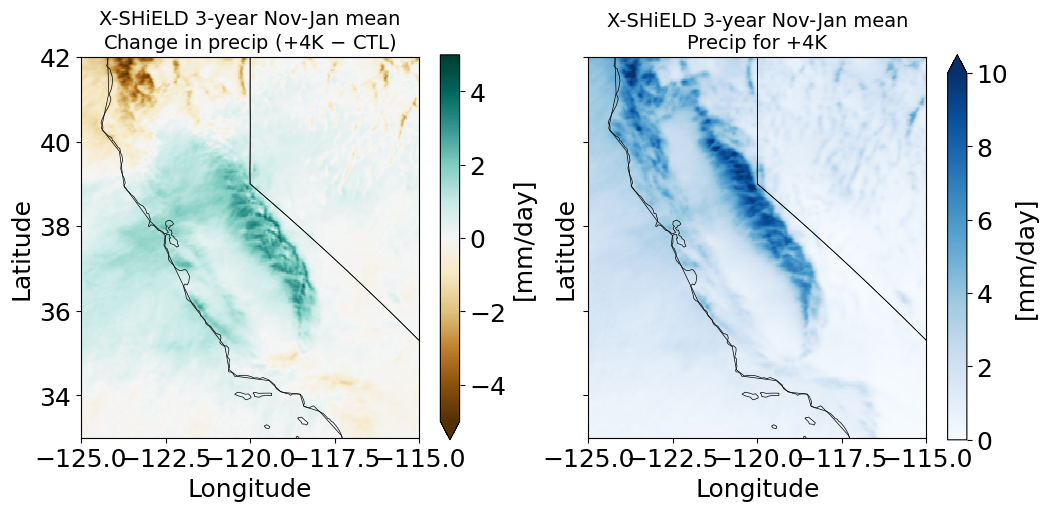 X-SHiELD 3-year Nov-Jan mean
Change in precip (+4K − CTL)
42
40
38
36
34
Latitude
−125.0
−122.5
−120.0
−117.5
−115.0
Longitude
4
2
0
−2
−4
[mm/day]
X-SHiELD 3-year Nov-Jan mean
Precip for +4K
Latitude
−125.0
−122.5
−120.0
−117.5
−115.0
Longitude
10
8
6
4
2
0
[mm/day]